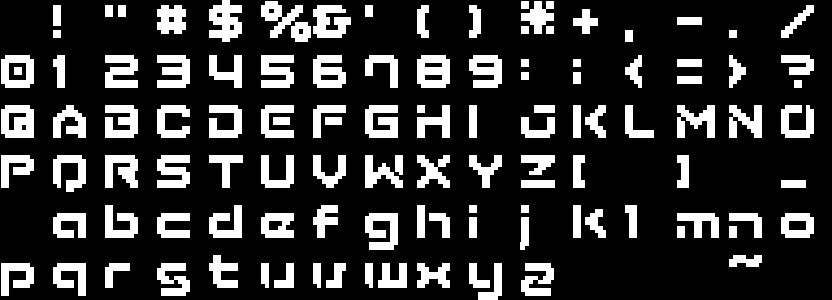 ! " # $ % & ' ( ) * + , - . /
0 1 2 3 4 5 6 7 8 9 : ; < = > ?
@ A B C D E F G H I J K L M N O
P Q R S T U V W X Y Z [ ] _
a b c d e f g h i j k l m n o
p q r s t u v w x y z ~